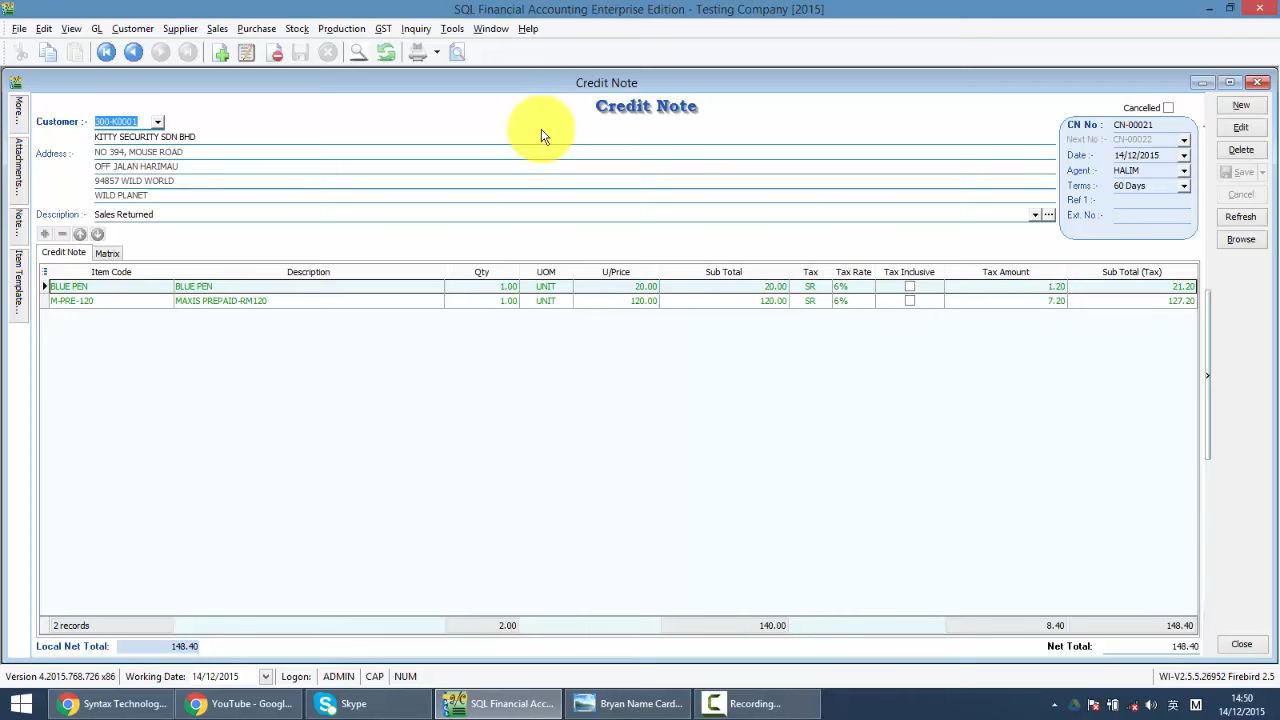 SQL Financial Accounting Enterprise Edition - Testing Company [2015]
File Edit View GL Customer Supplier Sales Purchase Stock Production GST Inquiry Tools Window Help
Credit Note
Credit Note
Cancelled
More...
Attachments...
Note...
Item Template...
Customer :- 300-K0001
KITTY SECURITY SDN BHD
Address :- NO 394, MOUSE ROAD
OFF JALAN HARIMAU
94857 WILD WORLD
WILD PLANET
Description :- Sales Returned
CN No : CN-00021
Next No : CN-00022
Date :- 14/12/2015
Agent : HALIM
Terms : 60 Days
Ref 1 :-
Ext. No :-
New
Edit
Delete
Save
Cancel
Refresh
Browse
Credit Note Matrix
Item Code Description Qty UOM U/Price Sub Total Tax Tax Rate Tax Inclusive Tax Amount Sub Total (Tax)
BLUE PEN BLUE PEN 1.00 UNIT 20.00 20.00 SR 6% 1.20 21.20
M-PRE-120 MAXIS PREPAID-RM120 1.00 UNIT 120.00 120.00 SR 6% 7.20 127.20
2 records 2.00 140.00 8.40 148.40
Local Net Total: 148.40 Net Total: 148.40
Close
Version 4.2015.768.726 x86 Working Date: 14/12/2015 Logon: ADMIN CAP NUM WI-V2.5.5.26952 Firebird 2.5
Syntax Technolog... YouTube - Googl... Skype SQL Financial Acc... Bryan Name Card... Recording... M 14:50
14/12/2015